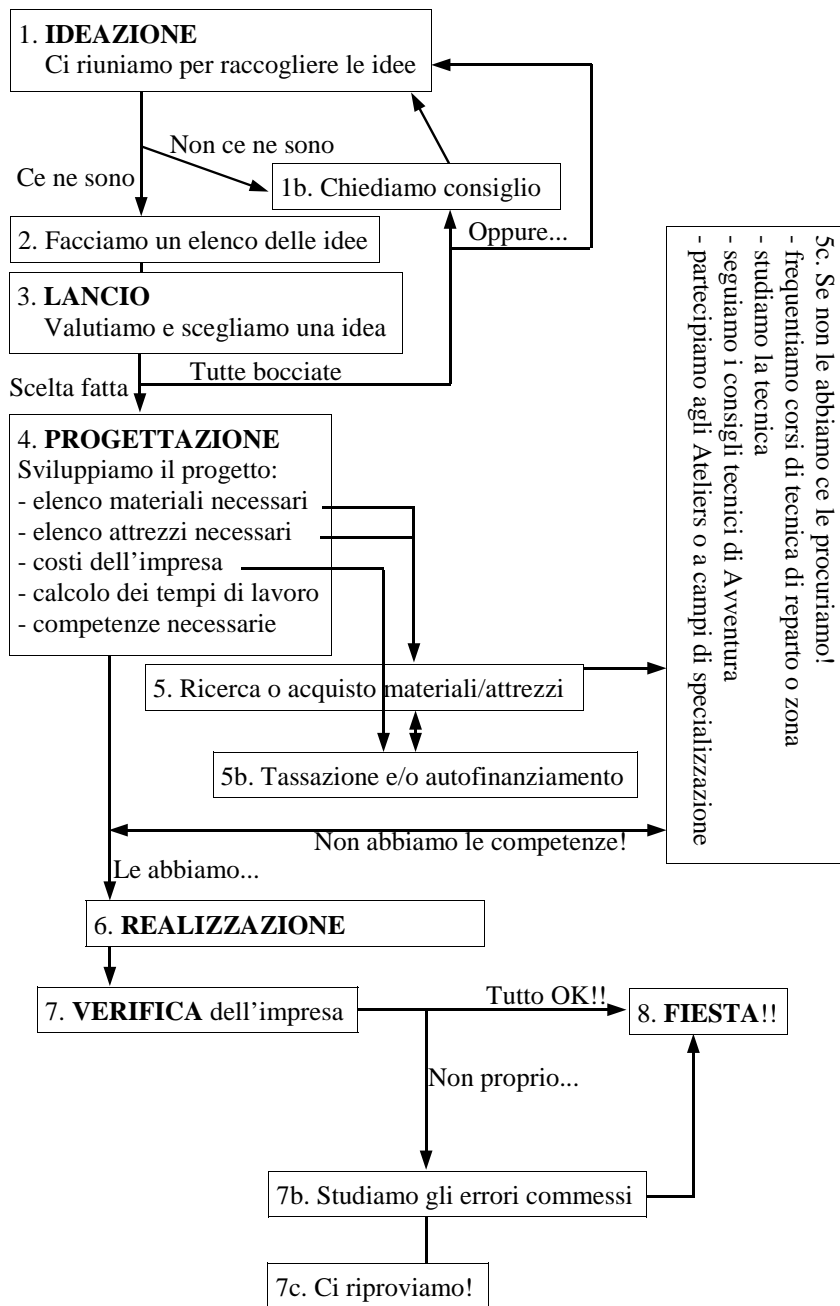 1. IDEAZIONE
Ci riuniamo per raccogliere le idee
Non ce ne sono
Ce ne sono
1b. Chiediamo consiglio
2. Facciamo un elenco delle idee
Oppure...
3. LANCIO
Valutiamo e scegliamo una idea
Tutte bocciate
Scelta fatta
4. PROGETTAZIONE
Sviluppiamo il progetto:
- elenco materiali necessari
- elenco attrezzi necessari
- costi dell'impresa
- calcolo dei tempi di lavoro
- competenze necessarie
5. Ricerca o acquisto materiali/attrezzi
5b. Tassazione e/o autofinanziamento
5c. Se non le abbiamo ce le procuriamo!
- frequentiamo corsi di tecnica di reparto o zona
- studiamo la tecnica
- seguiamo i consigli tecnici di Avventura
- partecipiamo agli Ateliers o a campi di specializzazione
Non abbiamo le competenze!
Le abbiamo...
6. REALIZZAZIONE
7. VERIFICA dell'impresa
Tutto OK!!
8. FIESTA!!
Non proprio...
7b. Studiamo gli errori commessi
7c. Ci riproviamo!